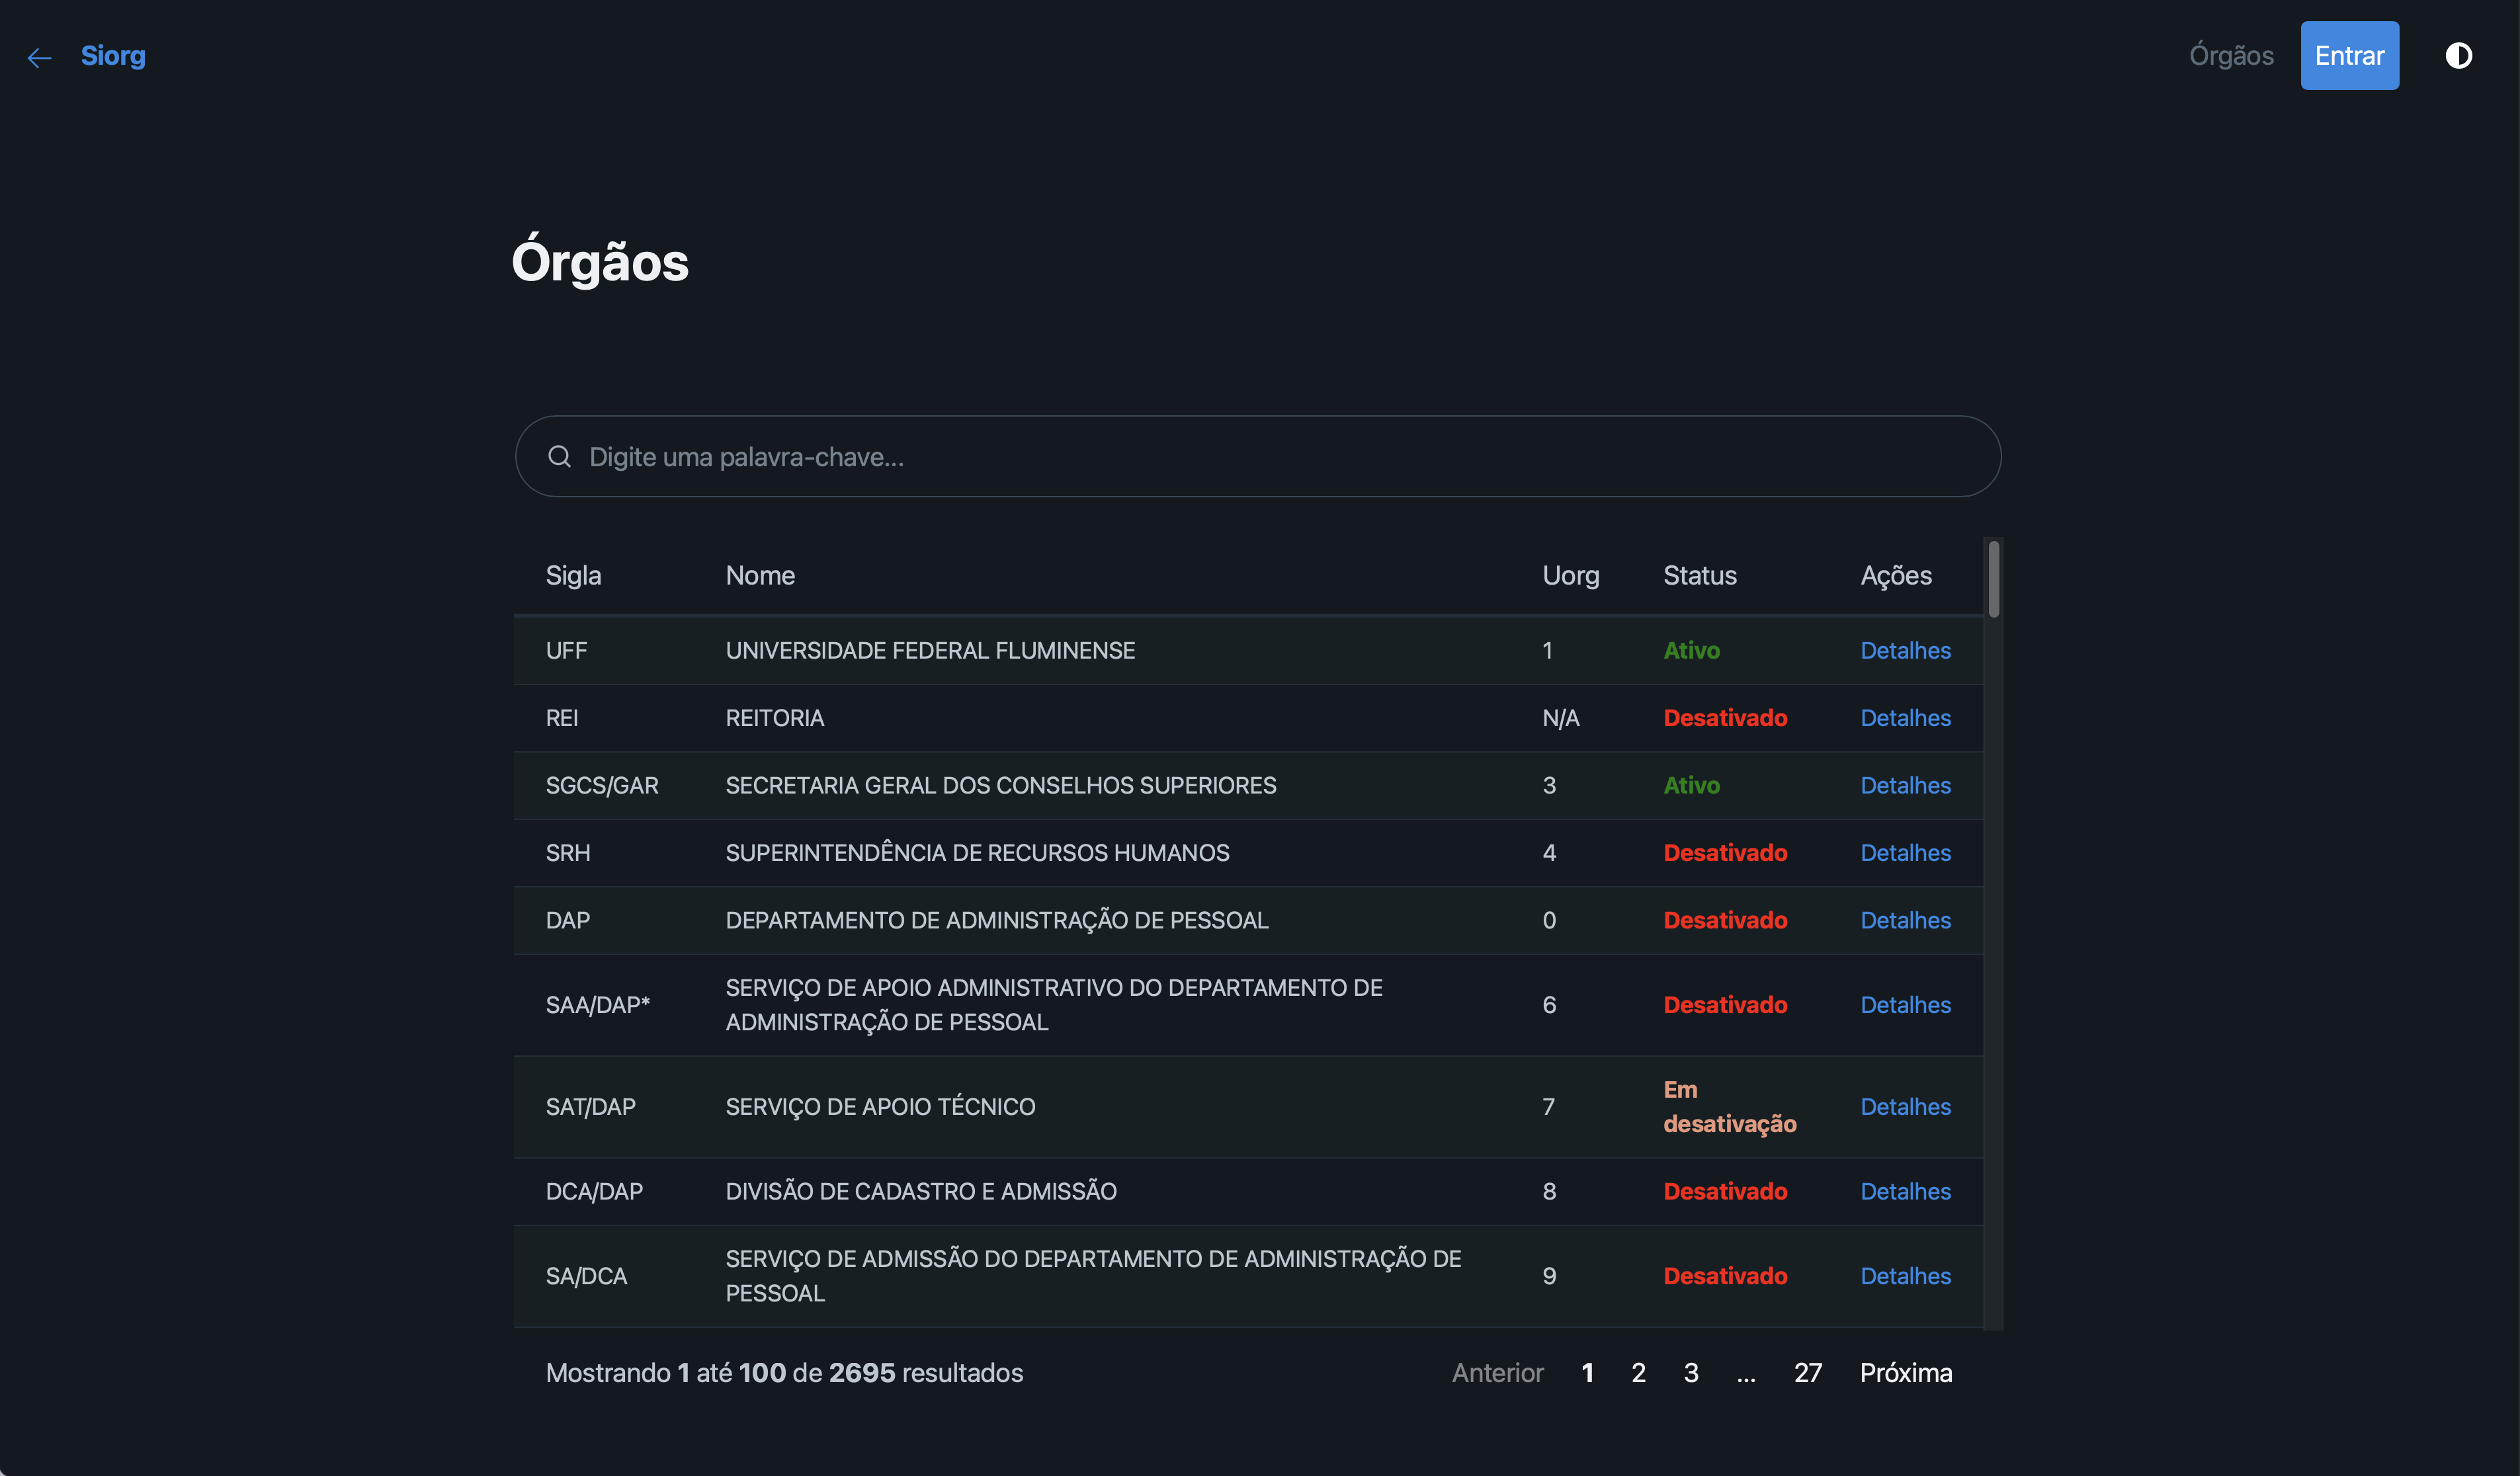 Siorg
Órgãos
Entrar
Órgãos
Digite uma palavra-chave...
Sigla Nome Uorg Status Ações
UFF UNIVERSIDADE FEDERAL FLUMINENSE 1 Ativo Detalhes
REI REITORIA N/A Desativado Detalhes
SGCS/GAR SECRETARIA GERAL DOS CONSELHOS SUPERIORES 3 Ativo Detalhes
SRH SUPERINTENDÊNCIA DE RECURSOS HUMANOS 4 Desativado Detalhes
DAP DEPARTAMENTO DE ADMINISTRAÇÃO DE PESSOAL 0 Desativado Detalhes
SAA/DAP* SERVIÇO DE APOIO ADMINISTRATIVO DO DEPARTAMENTO DE
ADMINISTRAÇÃO DE PESSOAL 6 Desativado Detalhes
SAT/DAP SERVIÇO DE APOIO TÉCNICO 7 Em
desativação Detalhes
DCA/DAP DIVISÃO DE CADASTRO E ADMISSÃO 8 Desativado Detalhes
SA/DCA SERVIÇO DE ADMISSÃO DO DEPARTAMENTO DE ADMINISTRAÇÃO DE
PESSOAL 9 Desativado Detalhes
Mostrando 1 até 100 de 2695 resultados Anterior 1 2 3 ... 27 Próxima